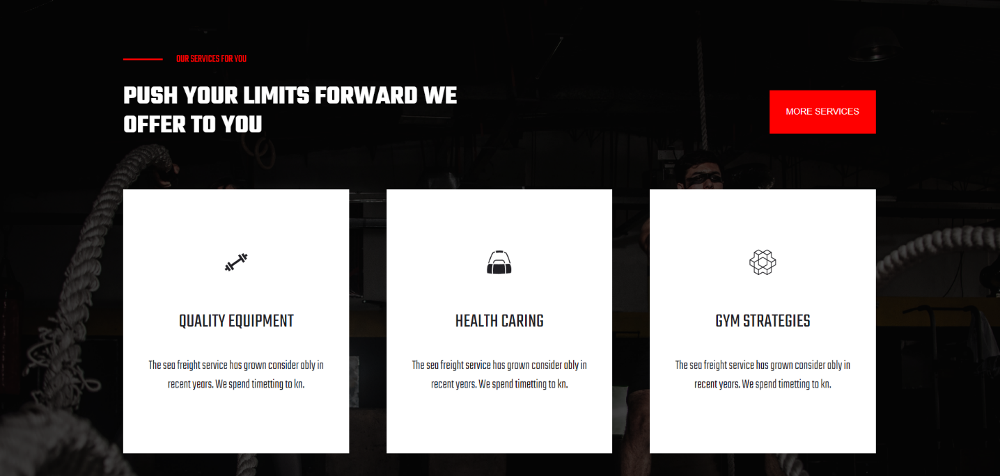 OUR SERVICES FOR YOU
PUSH YOUR LIMITS FORWARD WE
OFFER TO YOU
MORE SERVICES
QUALITY EQUIPMENT
The sea freight service has grown consider ably in
recent years. We spend timetting to kn.
HEALTH CARING
The sea freight service has grown consider ably in
recent years. We spend timetting to kn.
GYM STRATEGIES
The sea freight service has grown consider ably in
recent years. We spend timetting to kn.